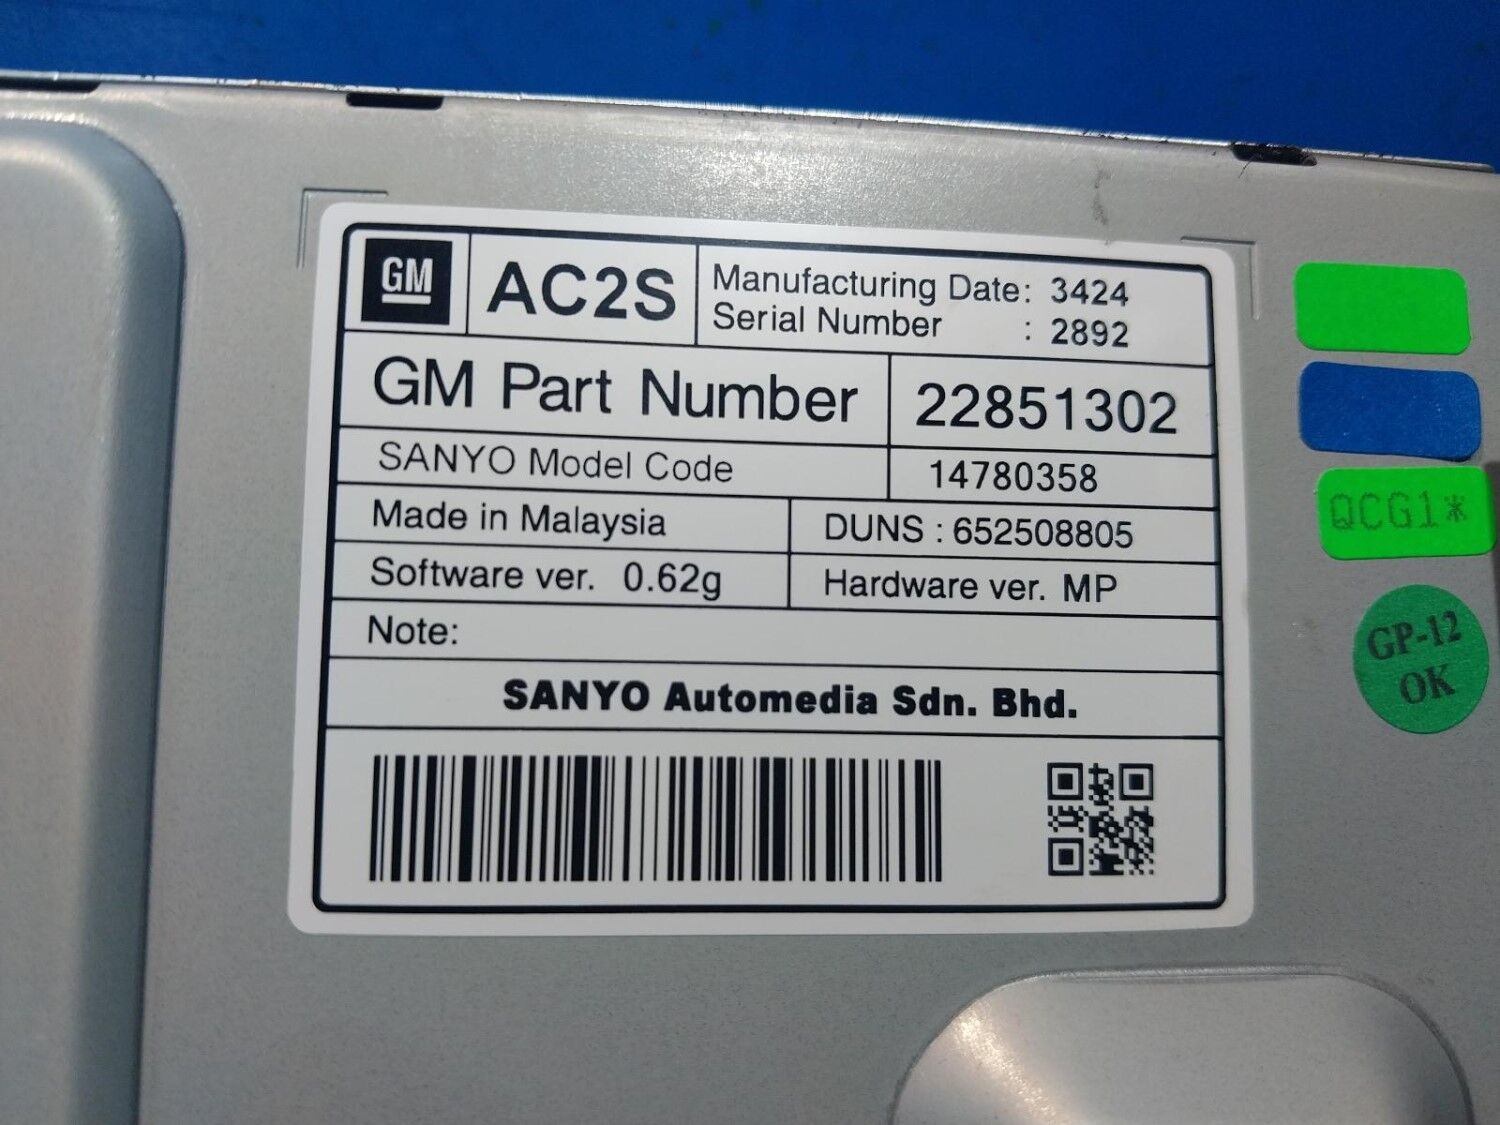 GM
AC2S
Manufacturing Date: 3424
Serial Number : 2892
GM Part Number 22851302
SANYO Model Code 14780358
Made in Malaysia DUNS : 652508805
Software ver. 0.62g Hardware ver. MP
Note:
SANYO Automedia Sdn. Bhd.
QCG1*
GP-12
OK